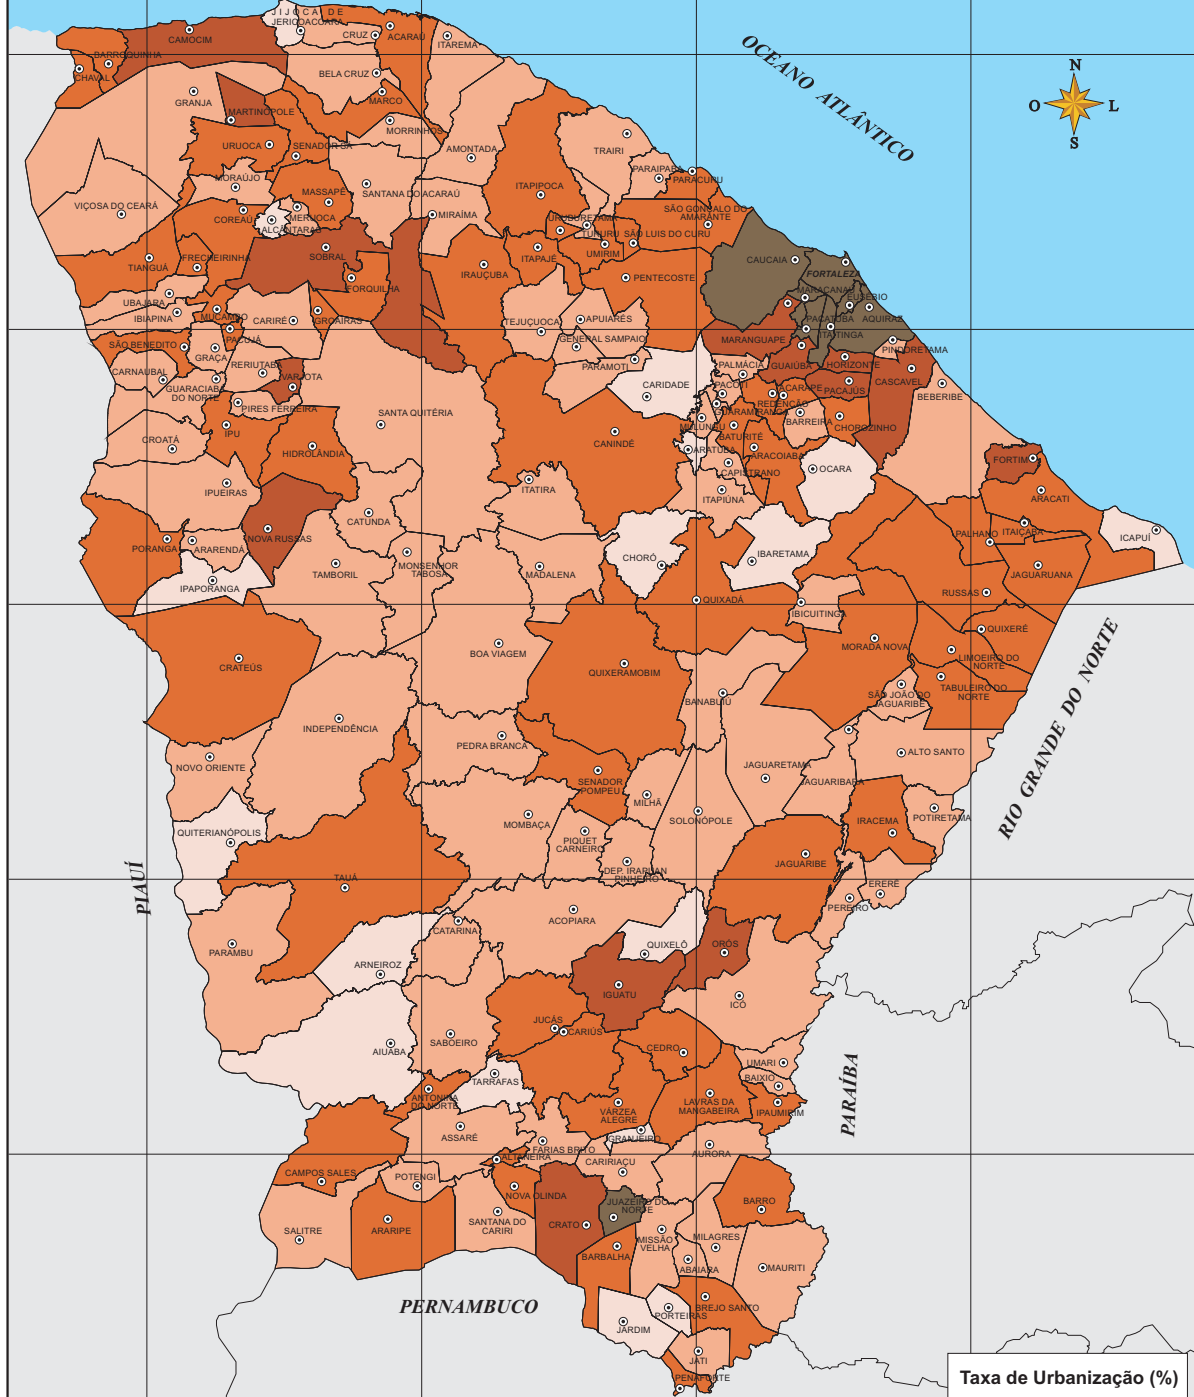 JIJOCA DE
JERICOACOARA
CAMOCIM
CRUZ
ACARAÚ
ITAREMA
BARROQUINHA
CHAVAL
BELA CRUZ
GRANJA
MARCO
MARTINÓPOLE
MORRINHOS
URUOCA
SENADOR SÁ
AMONTADA
TRAIRI
MORAÚJO
MASSAPÊ
SANTANA DO ACARAÚ
ITAPIPOCA
PARAIPABA
PARACURU
VIÇOSA DO CEARÁ
COREAÚ
MERUOCA
ALCÂNTARAS
MIRAÍMA
URUBURETAMA
TURURU
SÃO GONÇALO DO
AMARANTE
SÃO LUIS DO CURU
UMIRIM
TIANGUÁ
FRECHEIRINHA
SOBRAL
FORQUILHA
IRAUÇUBA
ITAPAJÉ
PENTECOSTE
CAUCAIA
FORTALEZA
UBAJARA
IBIAPINA
MUCAMBO
CARIRÉ
GROAÍRAS
TEJUÇUOCA
APUIARÉS
GENERAL SAMPAIO
MARACANAÚ
EUSÉBIO
PACATUBA
AQUIRAZ
ITAITINGA
MARANGUAPE
SÃO BENEDITO
PACUJÁ
GRAÇA
RERIUTABA
VARJOTA
PARAMOTI
CARIDADE
PALMÁCIA
GUAIÚBA
HORIZONTE
PINDORETAMA
CARNAUBAL
GUARACIABA
DO NORTE
PIRES FERREIRA
PACOTI
ACARAPE
REDENÇÃO
PACAJÚS
CASCAVEL
BEBERIBE
GUARAMIRANGA
MULUNGU
BARREIRA
CHOROZINHO
CROATÁ
IPU
SANTA QUITÉRIA
CANINDÉ
BATURITÉ
ARATUBA
ARACOIABA
CAPISTRANO
OCARA
HIDROLÂNDIA
IPUEIRAS
ITATIRA
ITAPIÚNA
FORTIM
ARACATI
CATUNDA
NOVA RUSSAS
PORANGA
ARARENDÁ
PALHANO
ITAIÇABA
ICAPUÍ
IPAPORANGA
TAMBORIL
MONSENHOR
TABOSA
MADALENA
CHORÓ
IBARETAMA
JAGUARUANA
QUIXADÁ
IBICUITINGA
RUSSAS
CRATEÚS
BOA VIAGEM
QUIXERAMOBIM
MORADA NOVA
QUIXERÉ
LIMOEIRO DO
NORTE
BANABUIÚ
SÃO JOÃO DO
JAGUARIBE
TABULEIRO DO
NORTE
INDEPENDÊNCIA
NOVO ORIENTE
PEDRA BRANCA
SENADOR
POMPEU
JAGUARETAMA
JAGUARIBARA
ALTO SANTO
QUITERIANÓPOLIS
MOMBAÇA
MILHÃ
SOLONÓPOLE
IRACEMA
POTIRETAMA
PIQUET
CARNEIRO
DEP. IRAPUAN
PINHEIRO
JAGUARIBE
TAUÁ
ERERÊ
PEREIRO
PARAMBU
CATARINA
ACOPIARA
QUIXELÔ
ORÓS
ARNEIROZ
IGUATU
ICÓ
AIUABA
SABOEIRO
JUCÁS
CARIÚS
CEDRO
UMARI
BAIXIO
IPAUMIRIM
TARRAFAS
ANTONINA
DO NORTE
VÁRZEA
ALEGRE
LAVRAS DA
MANGABEIRA
ASSARÉ
FARIAS BRITO
GRANJEIRO
AURORA
ALTANEIRA
CARIRIAÇU
CAMPOS SALES
POTENGI
NOVA OLINDA
CRATO
JUAZEIRO DO
NORTE
BARRO
SALITRE
ARARIPE
SANTANA DO
CARIRI
MISSÃO
VELHA
MILAGRES
BARBALHA
ABAIARA
MAURITI
JARDIM
PORTEIRAS
BREJO SANTO
JATI
PENAFORTE
OCEANO ATLÂNTICO
N
O
L
S
RIO GRANDE DO NORTE
PIAUÍ
PARAÍBA
PERNAMBUCO
Taxa de Urbanização (%)